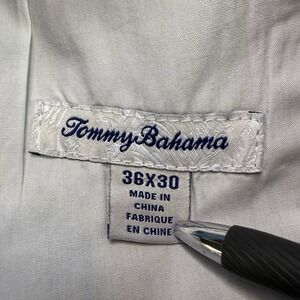 Tommy Bahama
36X30
MADE IN
CHINA
FABRIQUE
EN CHINE